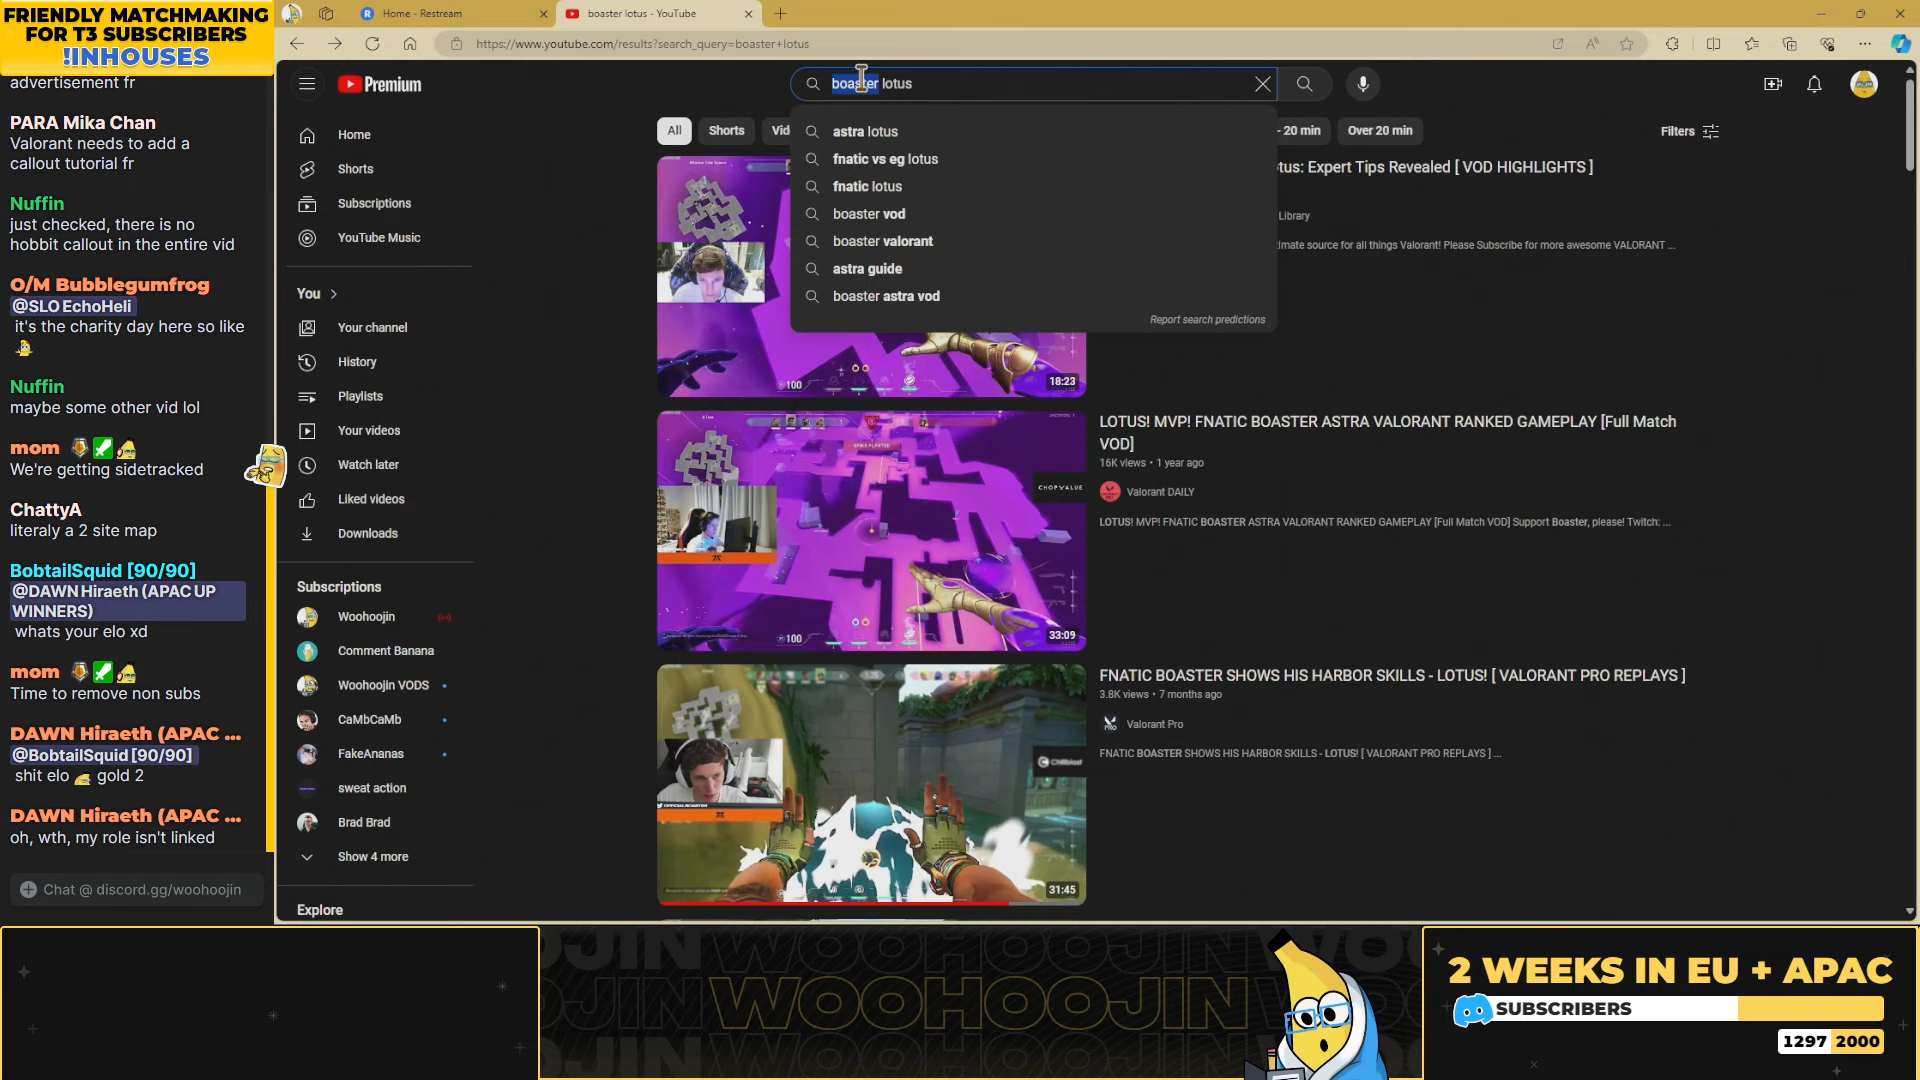 FRIENDLY MATCHMAKING
FOR T3 SUBSCRIBERS
!INHOUSES
advertisement fr
PARA Mika Chan
Valorant needs to add a
callout tutorial fr
Nuffin
just checked, there is no
hobbit callout in the entire vid
O/M Bubblegumfrog
@SLO EchoHeli
it's the charity day here so like
Nuffin
maybe some other vid lol
mom
We're getting sidetracked
ChattyA
literaly a 2 site map
BobtailSquid [90/90]
@DAWN Hiraeth (APAC UP
WINNERS)
whats your elo xd
mom
Time to remove non subs
DAWN Hiraeth (APAC ...
@BobtailSquid [90/90]
shit elo gold 2
DAWN Hiraeth (APAC ...
oh, wth, my role isn't linked
Chat @ discord.gg/woohoojin
Home - Restream
boaster lotus - YouTube
https://www.youtube.com/results?search_query=boaster+lotus
Premium
boaster lotus
Home
Shorts
Subscriptions
YouTube Music
You
Your channel
History
Playlists
Your videos
Watch later
Liked videos
Downloads
Subscriptions
Woohoojin
Comment Banana
Woohoojin VODS
CaMbCaMb
FakeAnanas
sweat action
Brad Brad
Show 4 more
Explore
All
Shorts
Vid
- 20 min
Over 20 min
Filters
astra lotus
fnatic vs eg lotus
fnatic lotus
boaster vod
boaster valorant
astra guide
boaster astra vod
Report search predictions
tus: Expert Tips Revealed [ VOD HIGHLIGHTS ]
Library
imate source for all things Valorant! Please Subscribe for more awesome VALORANT ...
100
18:23
LOTUS! MVP! FNATIC BOASTER ASTRA VALORANT RANKED GAMEPLAY [Full Match
VOD]
16K views • 1 year ago
Valorant DAILY
LOTUS! MVP! FNATIC BOASTER ASTRA VALORANT RANKED GAMEPLAY [Full Match VOD] Support Boaster, please! Twitch: ...
SPIKE PLANTED
CHOPVALUE
100
33:09
FNATIC BOASTER SHOWS HIS HARBOR SKILLS - LOTUS! [ VALORANT PRO REPLAYS ]
3.8K views • 7 months ago
Valorant Pro
FNATIC BOASTER SHOWS HIS HARBOR SKILLS - LOTUS! [ VALORANT PRO REPLAYS ] ...
1:25
Chillblast
31:45
WOOHOOJIN
2 WEEKS IN EU + APAC
SUBSCRIBERS
1297 2000